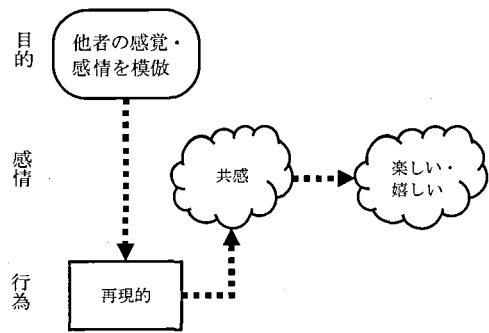 目的
他者の感覚・
感情を模倣
感情
共感
楽しい・
嬉しい
行為
再現的